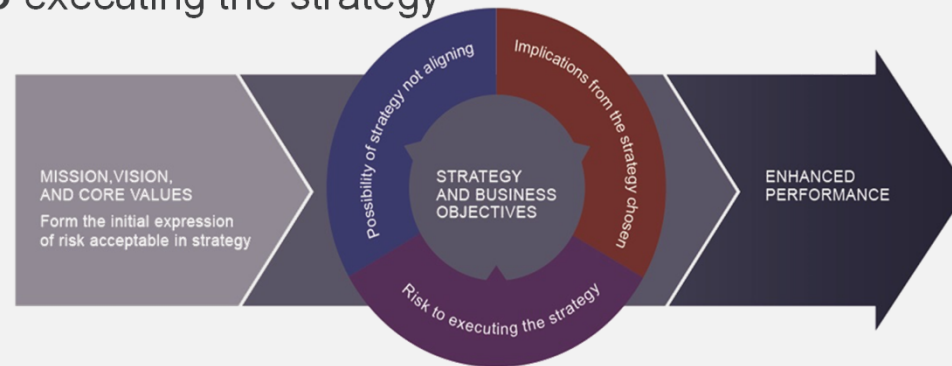 executing the strategy
MISSION,VISION,
AND CORE VALUES
Form the initial expression
of risk acceptable in strategy
Possibility of strategy not aligning
Implications from the strategy chosen
STRATEGY
AND BUSINESS
OBJECTIVES
Risk to executing the strategy
ENHANCED
PERFORMANCE